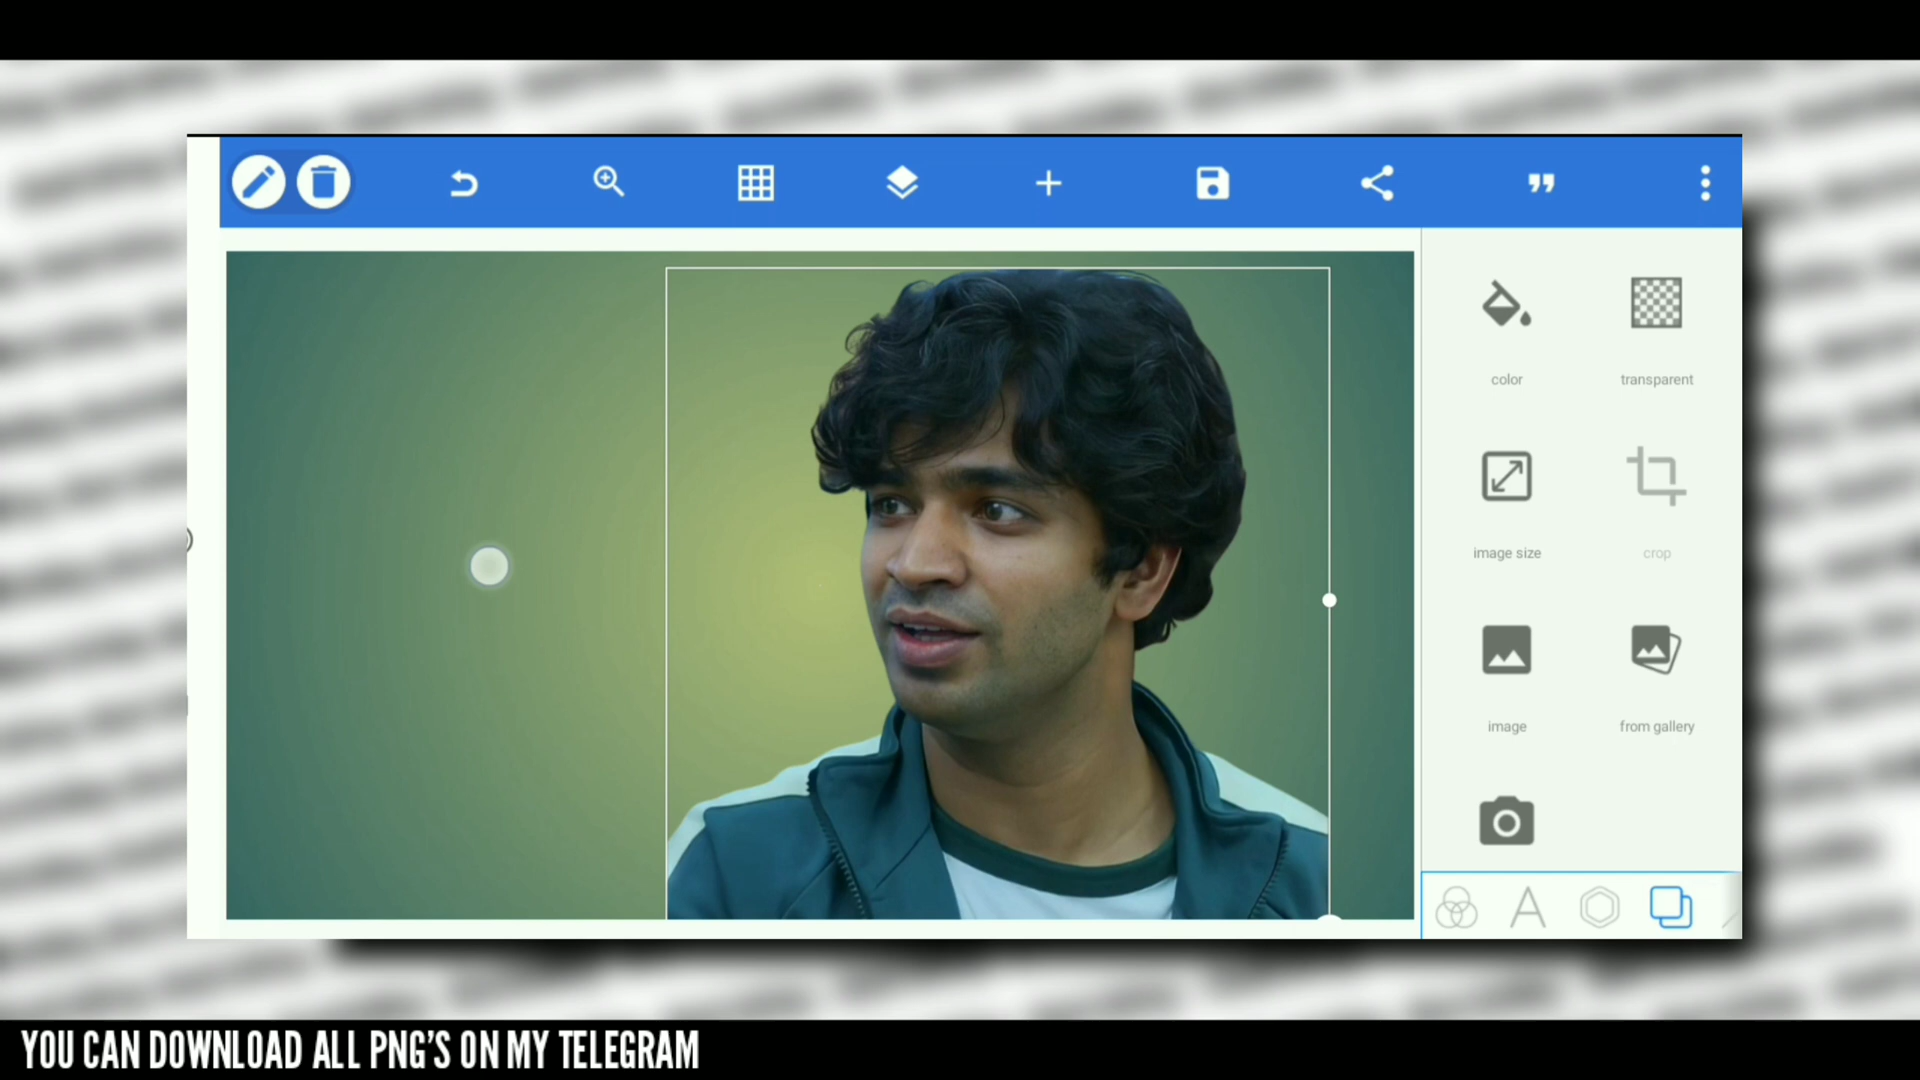 color
transparent
image size
crop
image
from gallery
YOU CAN DOWNLOAD ALL PNG'S ON MY TELEGRAM